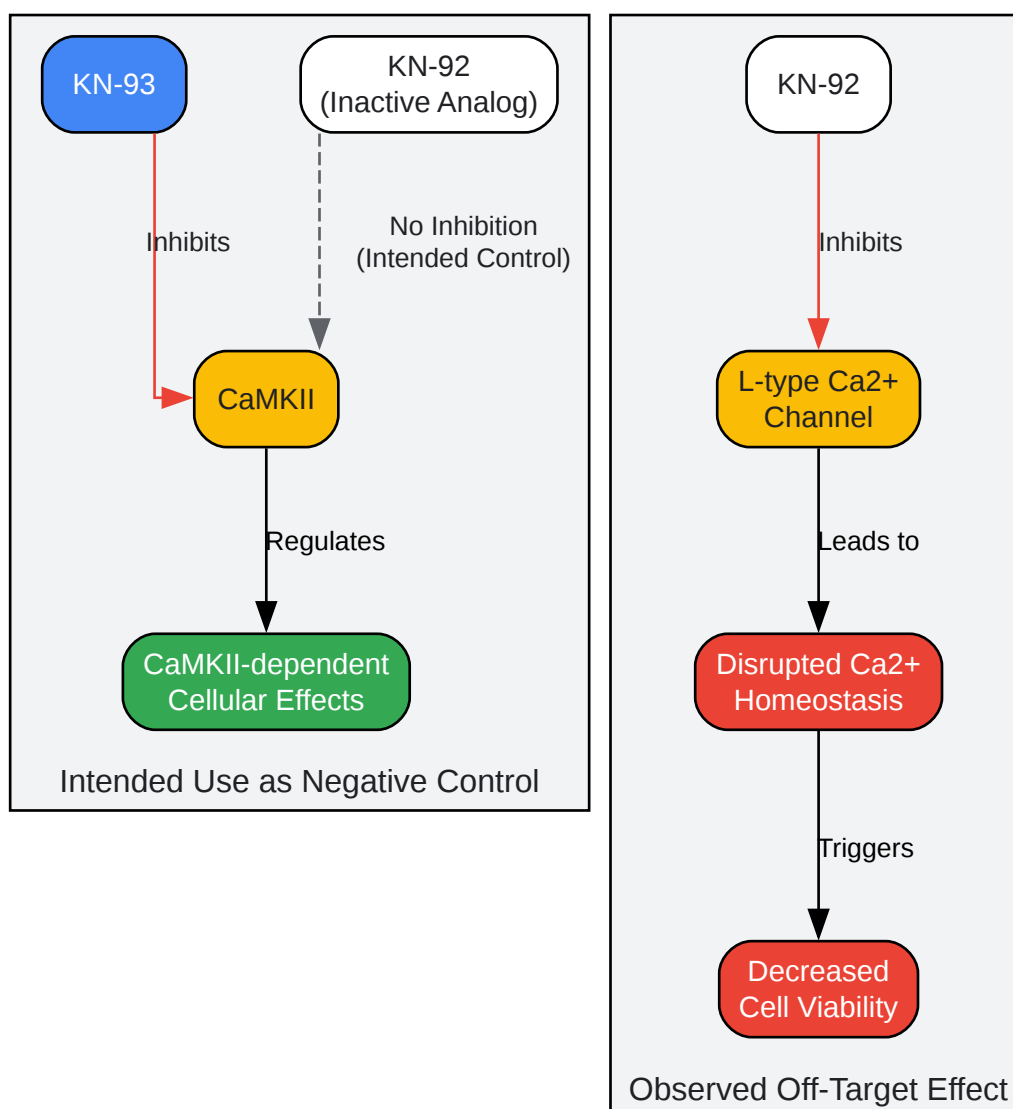 KN-93
KN-92
(Inactive Analog)
Inhibits
No Inhibition
(Intended Control)
CaMKII
Regulates
CaMKII-dependent
Cellular Effects
Intended Use as Negative Control
KN-92
Inhibits
L-type Ca2+
Channel
Leads to
Disrupted Ca2+
Homeostasis
Triggers
Decreased
Cell Viability
Observed Off-Target Effect